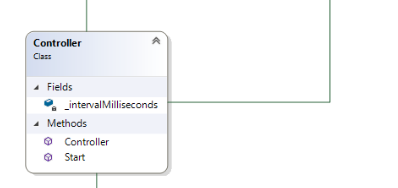 Controller
Class
Fields
_intervalMilliseconds
Methods
Controller
Start